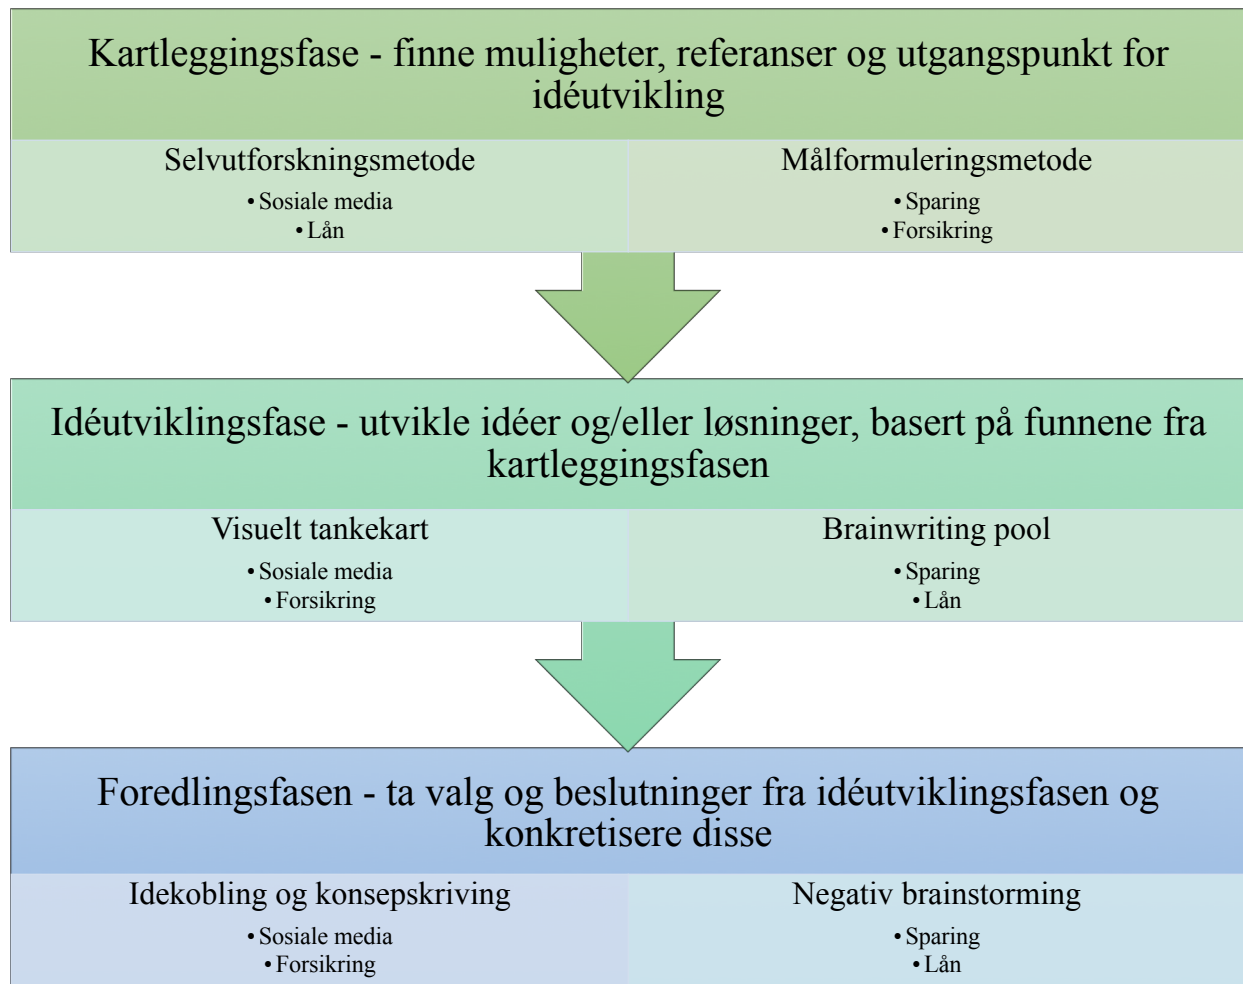 Kartleggingsfase - finne muligheter, referanser og utgangspunkt for
idéutvikling
Selvutforskningsmetode
• Sosiale media
• Lån
Målformuleringsmetode
• Sparing
• Forsikring
Idéutviklingsfase - utvikle idéer og/eller løsninger, basert på funnene fra
kartleggingsfasen
Visuelt tankekart
• Sosiale media
• Forsikring
Brainwriting pool
• Sparing
• Lån
Foredlingsfasen - ta valg og beslutninger fra idéutviklingsfasen og
konkretisere disse
Idekobling og konsepskriving
• Sosiale media
• Forsikring
Negativ brainstorming
• Sparing
• Lån